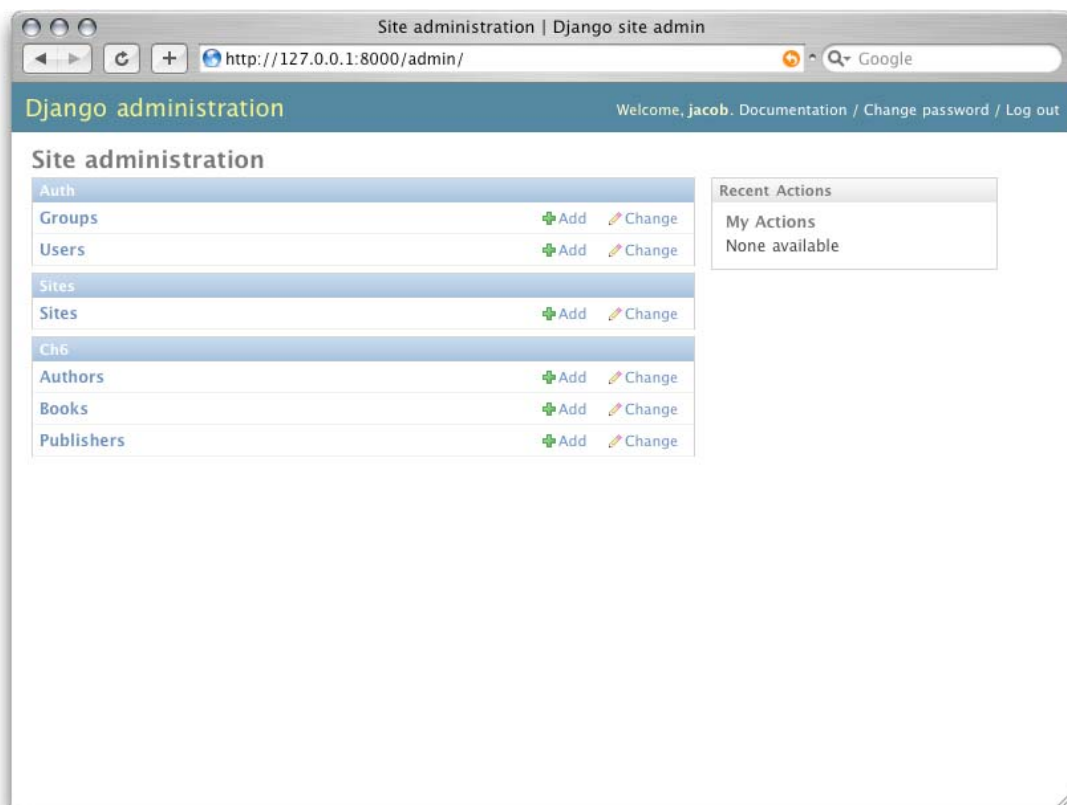 Site administration | Django site admin
http://127.0.0.1:8000/admin/
Google
Django administration
Welcome, jacob. Documentation / Change password / Log out
Site administration
Auth
Groups Add Change
Users Add Change
Sites
Sites Add Change
Ch6
Authors Add Change
Books Add Change
Publishers Add Change
Recent Actions
My Actions
None available